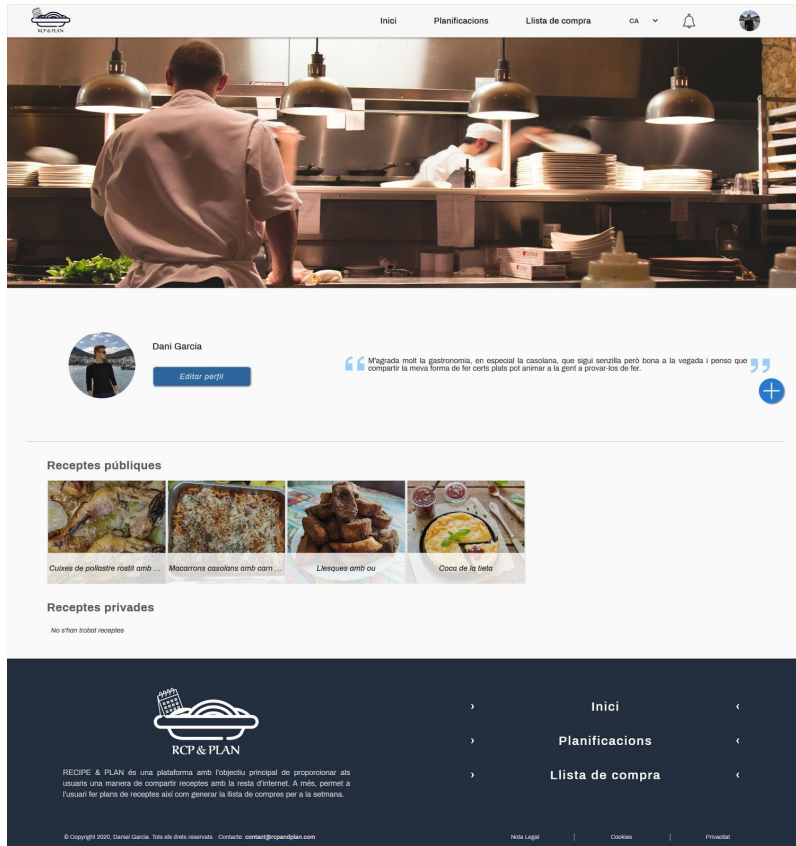 RCP & PLAN
Inici
Planificacions
Llista de compra
CA
Dani Garcia
Editar perfil
M'agrada molt la gastronomia, en especial la casolana, que sigui senzilla però bona a la vegada i penso que
compartir la meva forma de fer certs plats pot animar a la gent a provar-los de fer.
Receptes públiques
Cuixes de pollastre rostit amb ...
Macarrons casolans amb carn ...
Llesques amb ou
Coca de la tieta
Receptes privades
No s'han trobat receptes
RCP & PLAN
RECIPE & PLAN és una plataforma amb l'objectiu principal de proporcionar als
usuaris una manera de compartir receptes amb la resta d'internet. A més, permet a
l'usuari fer plans de receptes així com generar la llista de compres per a la setmana.
› Inici ‹
› Planificacions ‹
› Llista de compra ‹
© Copyright 2020, Daniel Garcia. Tots els drets reservats. Contacte: contact@rcpandplan.com
Nota Legal | Cookies | Privacitat